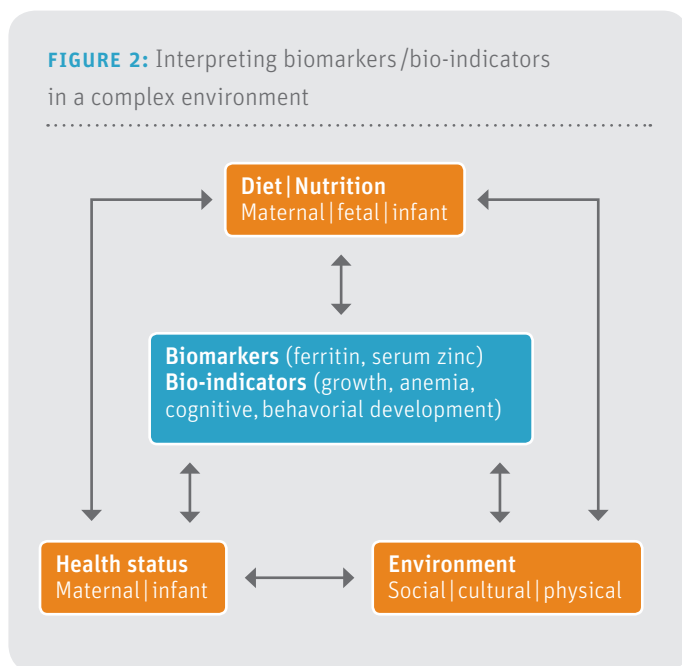 FIGURE 2: Interpreting biomarkers/bio-indicators
in a complex environment
Diet|Nutrition
Maternal|fetal|infant
Biomarkers (ferritin, serum zinc)
Bio-indicators (growth, anemia,
cognitive, behavorial development)
Health status
Maternal|infant
Environment
Social|cultural|physical